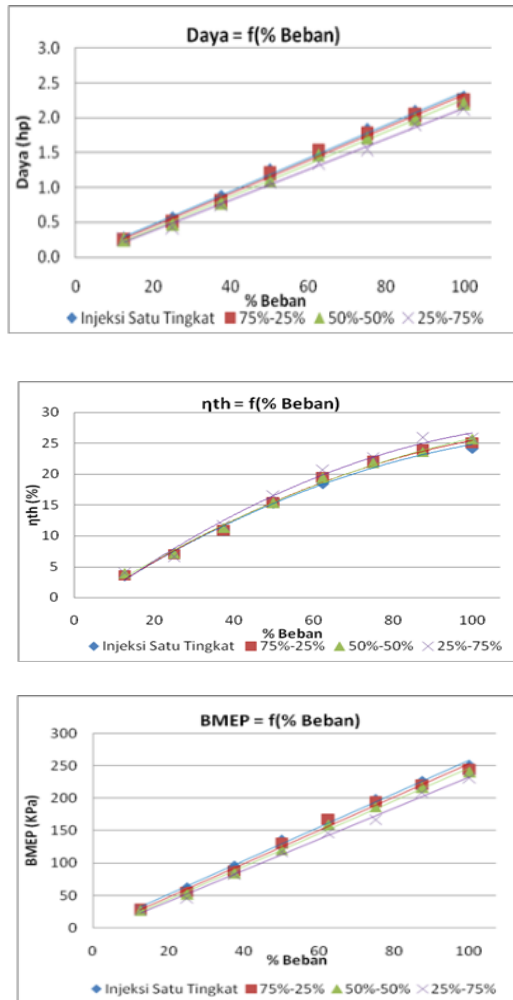 Daya = f(% Beban)
3.0
2.5
2.0
1.5
1.0
0.5
0.0
Daya (hp)
0 20 40 60 80 100
% Beban
Injeksi Satu Tingkat 75%-25% 50%-50% 25%-75%
ηth = f(% Beban)
30
25
20
15
10
5
0
ηth (%)
0 20 40 60 80 100
% Beban
Injeksi Satu Tingkat 75%-25% 50%-50% 25%-75%
BMEP = f(% Beban)
300
250
200
150
100
50
0
BMEP (KPa)
0 20 40 60 80 100
% Beban
Injeksi Satu Tingkat 75%-25% 50%-50% 25%-75%